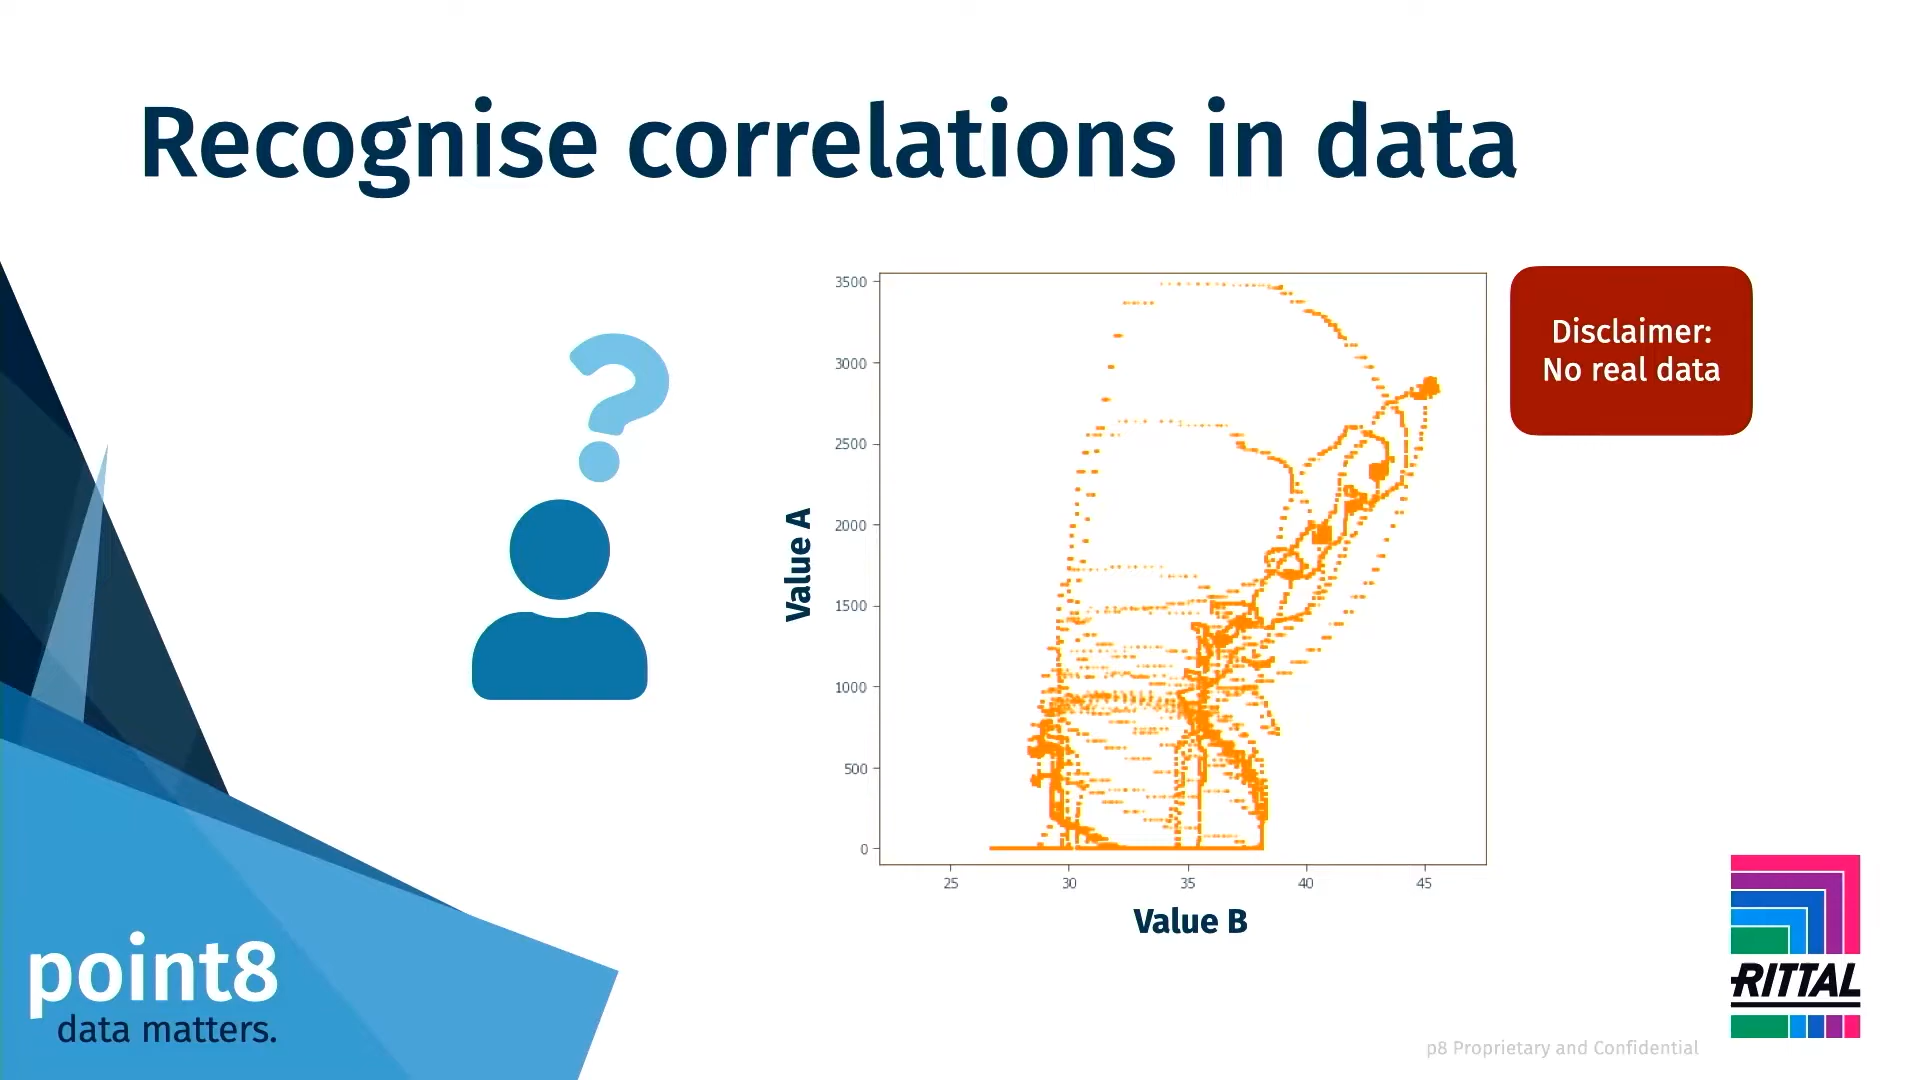 Recognise correlations in data
3500
3000
2500
2000
1500
1000
500
0
Value A
25 30 35 40 45
Value B
Disclaimer:
No real data
point8
data matters.
RITTAL
p8 Proprietary and Confidential